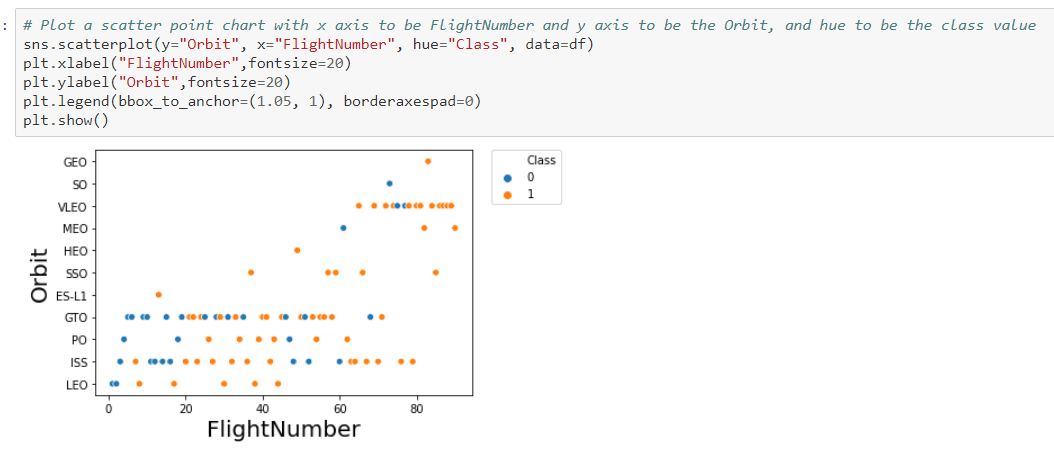 : # Plot a scatter point chart with x axis to be FlightNumber and y axis to be the Orbit, and hue to be the class value
sns.scatterplot(y="Orbit", x="FlightNumber", hue="Class", data=df)
plt.xlabel("FlightNumber",fontsize=20)
plt.ylabel("Orbit",fontsize=20)
plt.legend(bbox_to_anchor=(1.05, 1), borderaxespad=0)
plt.show()
Orbit
GEO
SO
VLEO
MEO
HEO
SSO
ES-L1
GTO
PO
ISS
LEO
0 20 40 60 80
FlightNumber
Class
0
1